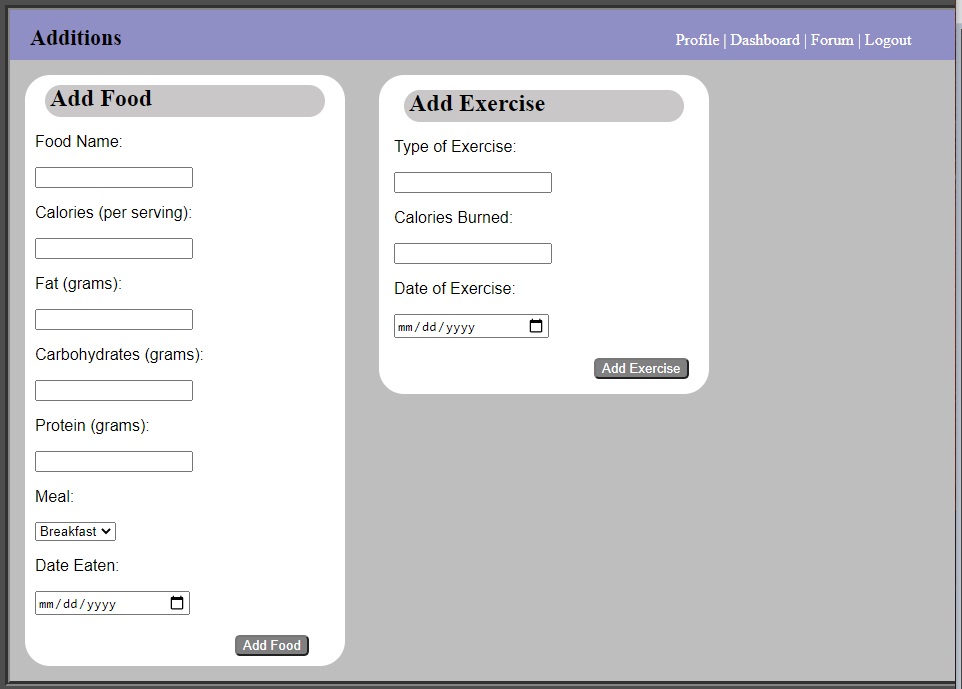 Additions
Profile | Dashboard | Forum | Logout
Add Food
Food Name:
Calories (per serving):
Fat (grams):
Carbohydrates (grams):
Protein (grams):
Meal:
Breakfast
Date Eaten:
mm/dd/yyyy
Add Food
Add Exercise
Type of Exercise:
Calories Burned:
Date of Exercise:
mm/dd/yyyy
Add Exercise